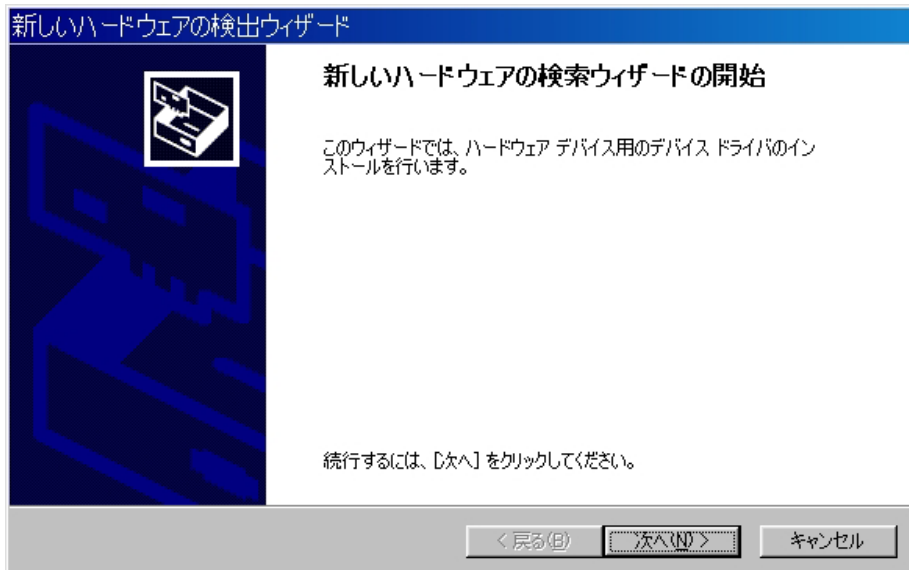 新しいハードウェアの検出ウィザード
新しいハードウェアの検索ウィザードの開始
このウィザードでは、ハードウェア デバイス用のデバイス ドライバのイン
ストールを行います。
続行するには、[次へ] をクリックしてください。
< 戻る(B)
次へ(N) >
キャンセル